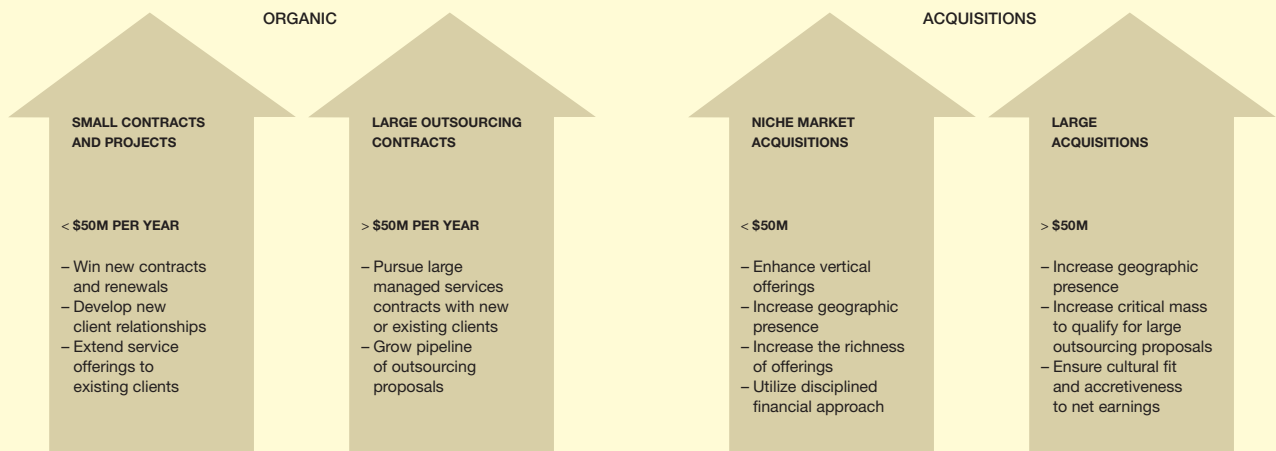 ORGANIC
SMALL CONTRACTS
AND PROJECTS
< $50M PER YEAR
– Win new contracts
and renewals
– Develop new
client relationships
– Extend service
offerings to
existing clients
LARGE OUTSOURCING
CONTRACTS
> $50M PER YEAR
– Pursue large
managed services
contracts with new
or existing clients
– Grow pipeline
of outsourcing
proposals
ACQUISITIONS
NICHE MARKET
ACQUISITIONS
< $50M
– Enhance vertical
offerings
– Increase geographic
presence
– Increase the richness
of offerings
– Utilize disciplined
financial approach
LARGE
ACQUISITIONS
> $50M
– Increase geographic
presence
– Increase critical mass
to qualify for large
outsourcing proposals
– Ensure cultural fit
and accretiveness
to net earnings